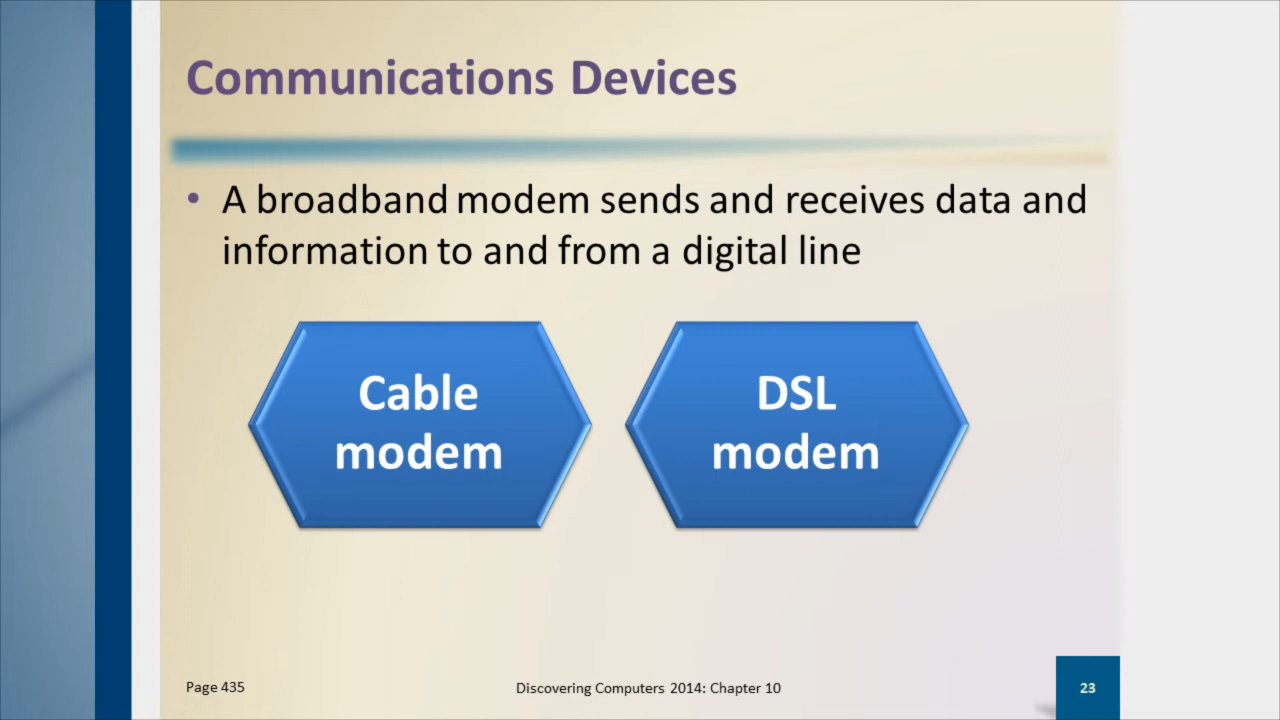 Communications Devices
• A broadband modem sends and receives data and
information to and from a digital line
Cable
modem
DSL
modem
Page 435
Discovering Computers 2014: Chapter 10
23